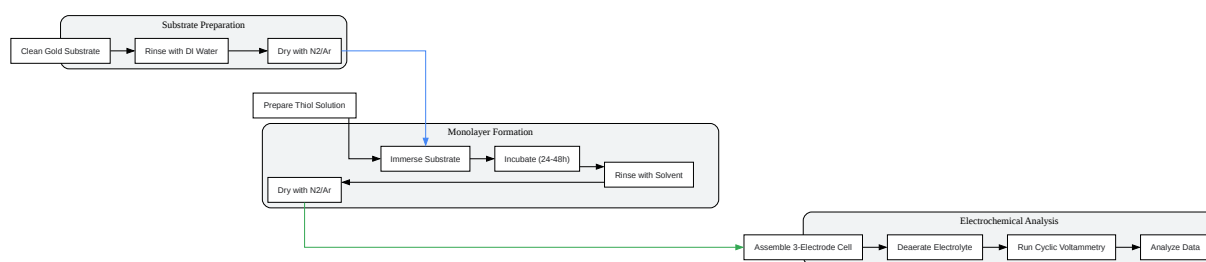 Substrate Preparation
Clean Gold Substrate
Rinse with DI Water
Dry with N2/Ar
Prepare Thiol Solution
Monolayer Formation
Immerse Substrate
Incubate (24-48h)
Rinse with Solvent
Dry with N2/Ar
Electrochemical Analysis
Assemble 3-Electrode Cell
Deaerate Electrolyte
Run Cyclic Voltammetry
Analyze Data